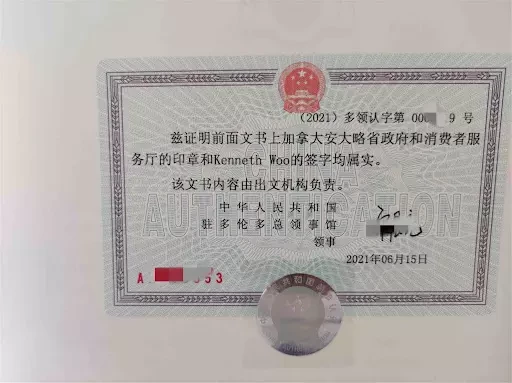 （2021）多领认字第 00 9 号
兹证明前面文书上加拿大安大略省政府和消费者服
务厅的印章和Kenneth Woo的签字均属实。
该文书内容由出文机构负责。
中华人民共和国
驻多伦多总领事馆
领事
2021年06月15日
CHINA
AUTHENTICATION
A 53